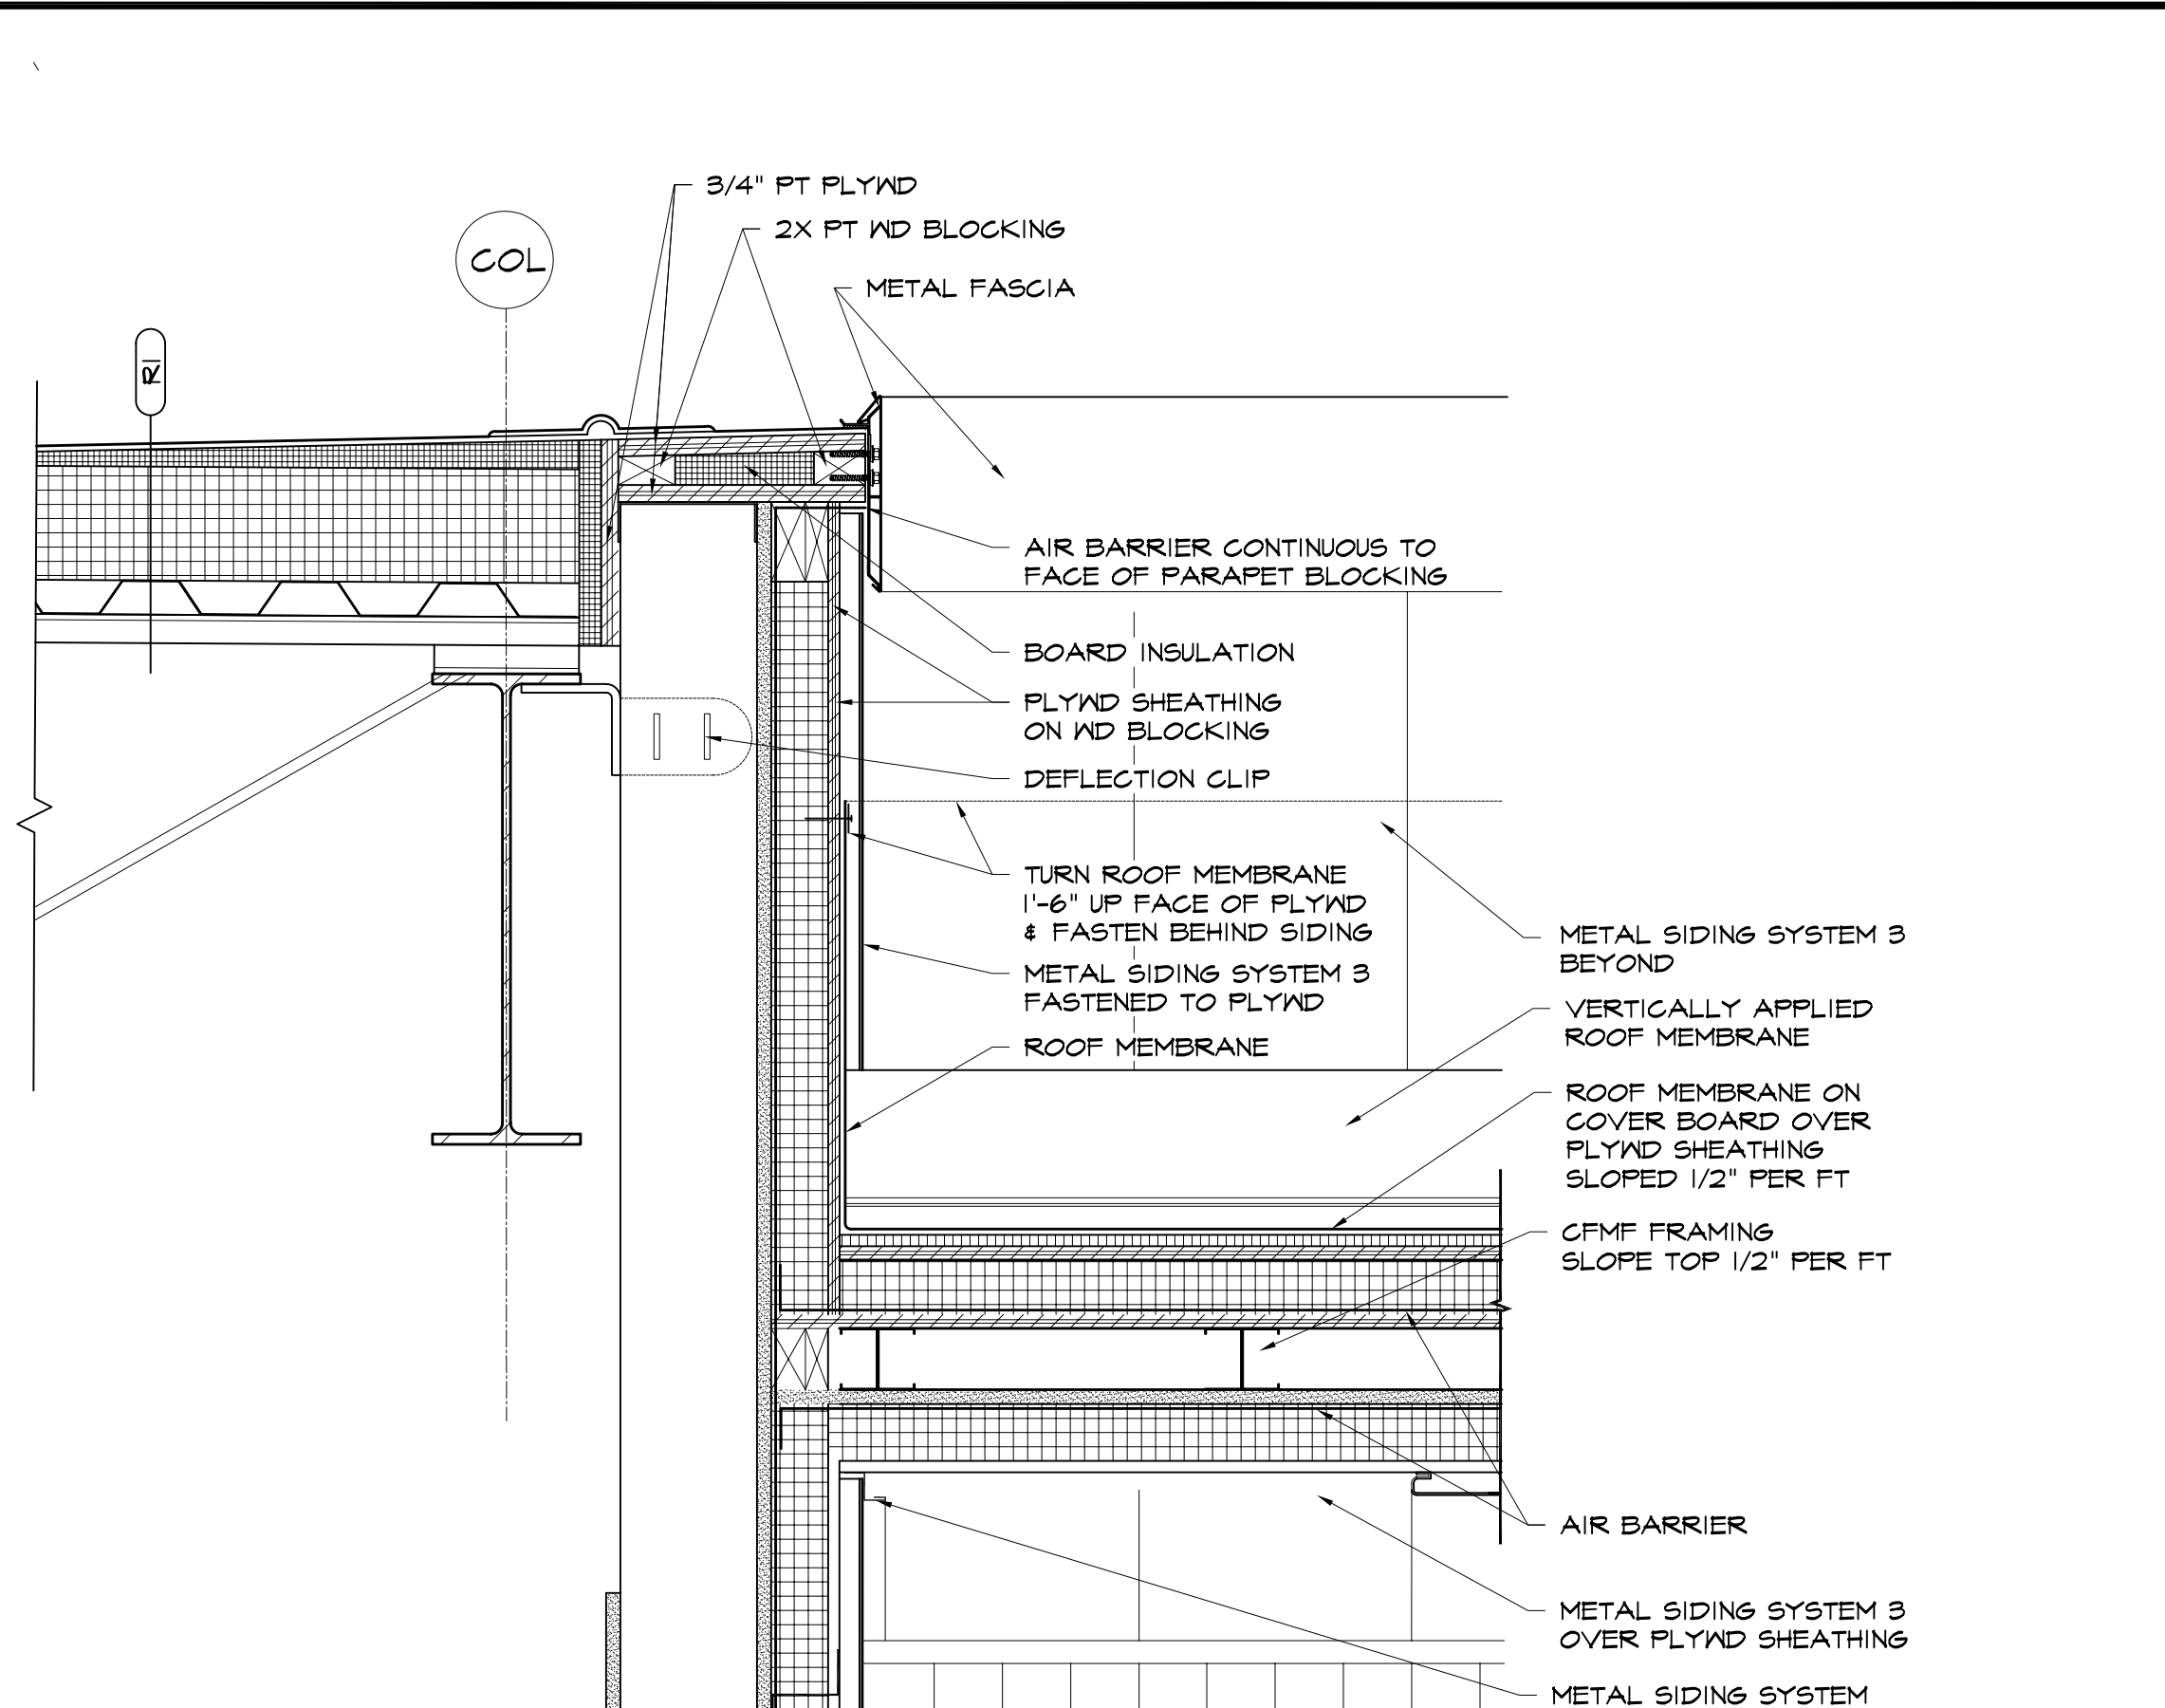 3/4" PT PLYWD
2X PT WD BLOCKING
COL
METAL FASCIA
R1
AIR BARRIER CONTINUOUS TO
FACE OF PARAPET BLOCKING
BOARD INSULATION
PLYWD SHEATHING
ON WD BLOCKING
DEFLECTION CLIP
TURN ROOF MEMBRANE
1'-6" UP FACE OF PLYWD
& FASTEN BEHIND SIDING
METAL SIDING SYSTEM 3
FASTENED TO PLYWD
ROOF MEMBRANE
METAL SIDING SYSTEM 3
BEYOND
VERTICALLY APPLIED
ROOF MEMBRANE
ROOF MEMBRANE ON
COVER BOARD OVER
PLYWD SHEATHING
SLOPED 1/2" PER FT
CFMF FRAMING
SLOPE TOP 1/2" PER FT
AIR BARRIER
METAL SIDING SYSTEM 3
OVER PLYWD SHEATHING
METAL SIDING SYSTEM